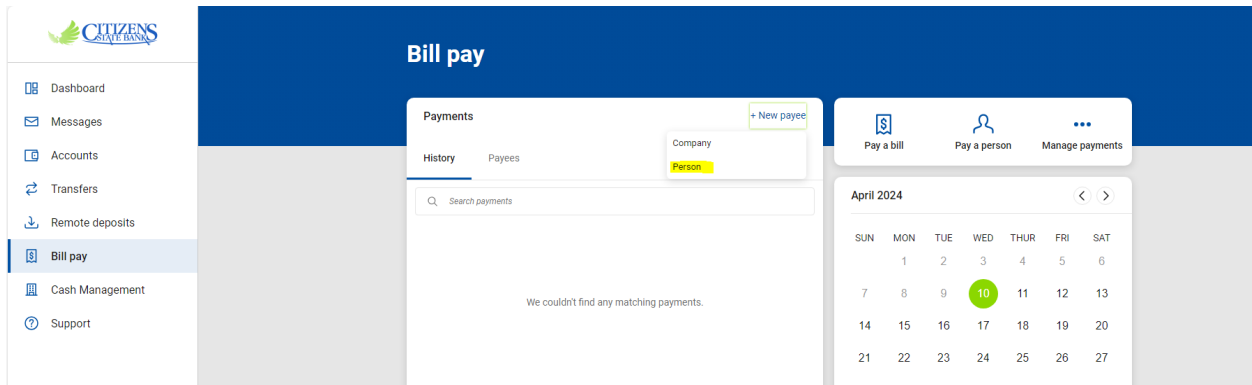 CITIZENS
STATE BANK
Dashboard
Messages
Accounts
Transfers
Remote deposits
Bill pay
Cash Management
Support
Bill pay
Payments
+ New payee
Company
Person
History
Payees
Search payments
We couldn't find any matching payments.
Pay a bill
Pay a person
Manage payments
April 2024
SUN MON TUE WED THUR FRI SAT
1 2 3 4 5 6
7 8 9 10 11 12 13
14 15 16 17 18 19 20
21 22 23 24 25 26 27